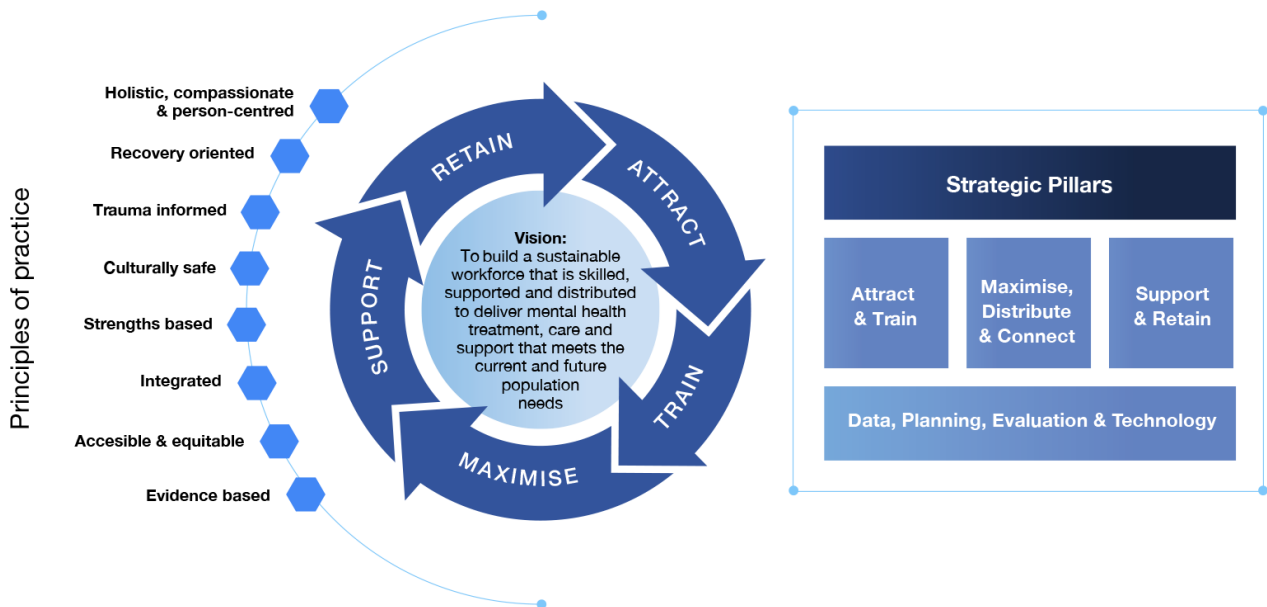 Principles of practice
Holistic, compassionate
& person-centred
Recovery oriented
Trauma informed
Culturally safe
Strengths based
Integrated
Accesible & equitable
Evidence based
RETAIN
ATTRACT
TRAIN
MAXIMISE
SUPPORT
Vision:
To build a sustainable
workforce that is skilled,
supported and distributed
to deliver mental health
treatment, care and
support that meets the
current and future
population
needs
Strategic Pillars
Attract
& Train
Maximise,
Distribute
& Connect
Support
& Retain
Data, Planning, Evaluation & Technology